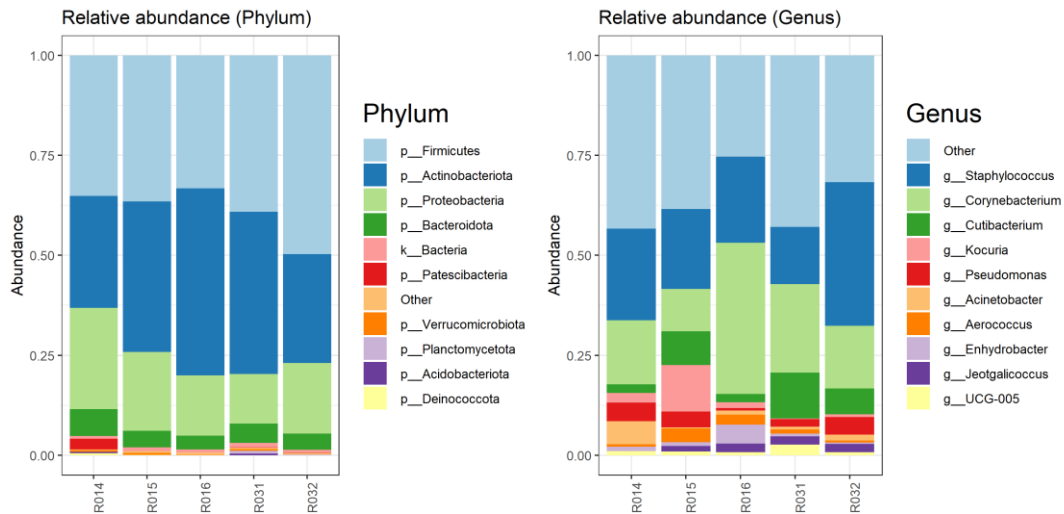 Relative abundance (Phylum)
Abundance
1.00
0.75
0.50
0.25
0.00
R014
R015
R016
R031
R032
Phylum
p__Firmicutes
p__Actinobacteriota
p__Proteobacteria
p__Bacteroidota
k__Bacteria
p__Patescibacteria
Other
p__Verrucomicrobiota
p__Planctomycetota
p__Acidobacteriota
p__Deinococcota
Relative abundance (Genus)
Abundance
1.00
0.75
0.50
0.25
0.00
R014
R015
R016
R031
R032
Genus
Other
g__Staphylococcus
g__Corynebacterium
g__Cutibacterium
g__Kocuria
g__Pseudomonas
g__Acinetobacter
g__Aerococcus
g__Enhydrobacter
g__Jeotgalicoccus
g__UCG-005